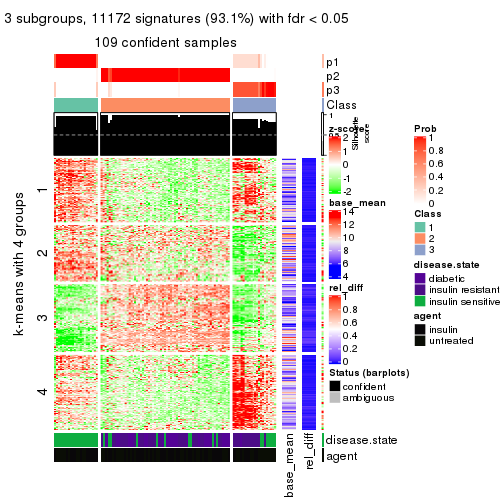 3 subgroups, 11172 signatures (93.1%) with fdr < 0.05
109 confident samples
p1
p2
p3
Class
1
Silhouette
score
k-means with 4 groups
1
2
3
4
z-score
2
1
0
-1
-2
base_mean
14
12
10
8
6
4
rel_diff
1
0.8
0.6
0.4
0.2
0
Status (barplots)
confident
ambiguous
Prob
1
0.8
0.6
0.4
0.2
0
Class
1
2
3
disease.state
diabetic
insulin resistant
insulin sensitive
agent
insulin
untreated
disease.state
agent
base_mean
rel_diff